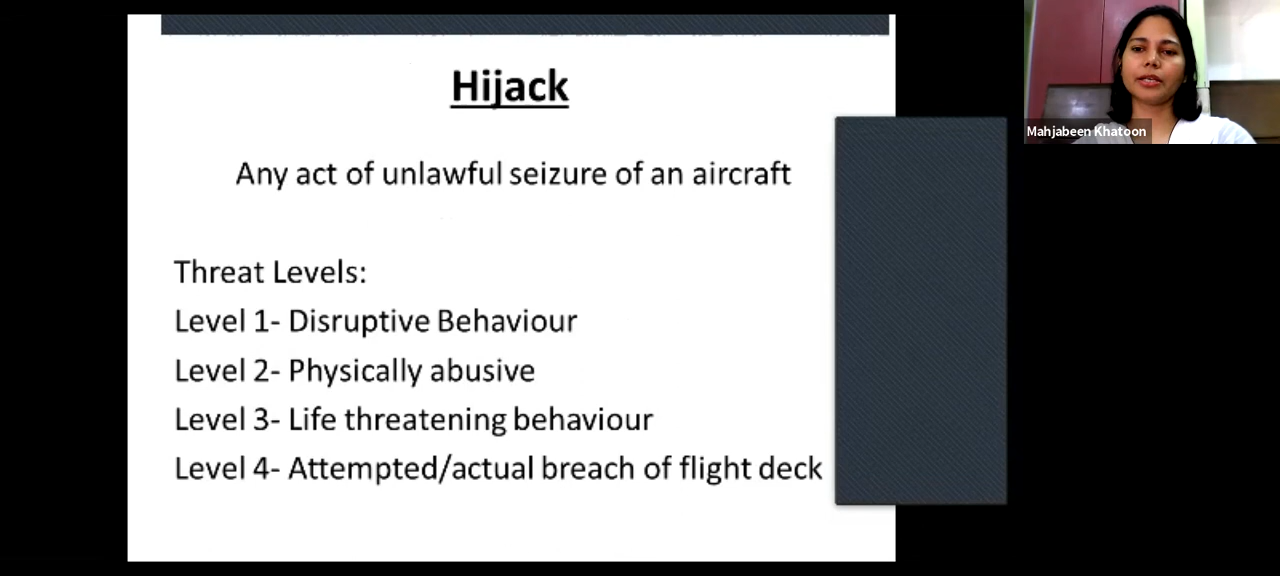 Hijack
Any act of unlawful seizure of an aircraft
Threat Levels:
Level 1- Disruptive Behaviour
Level 2- Physically abusive
Level 3- Life threatening behaviour
Level 4- Attempted/actual breach of flight deck
Mahjabeen Khatoon